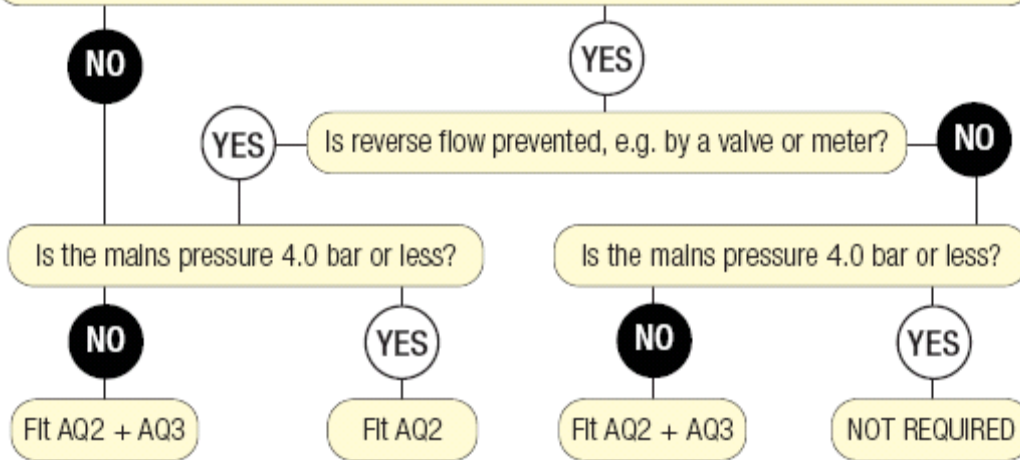 NO
YES
YES
Is reverse flow prevented, e.g. by a valve or meter?
NO
Is the mains pressure 4.0 bar or less?
Is the mains pressure 4.0 bar or less?
NO
YES
NO
YES
Fit AQ2 + AQ3
Fit AQ2
Fit AQ2 + AQ3
NOT REQUIRED